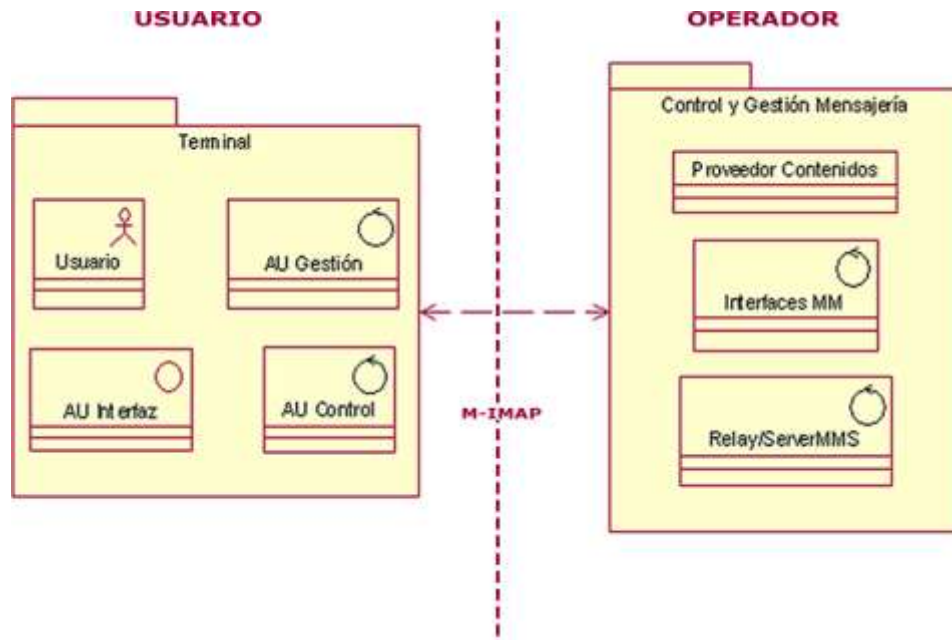 USUARIO
OPERADOR
Terminal
Usuario
AU Gestión
AU Interfaz
AU Control
M-IMAP
Control y Gestión Mensajería
Proveedor Contenidos
Interfaces MM
Relay/ServerMMS